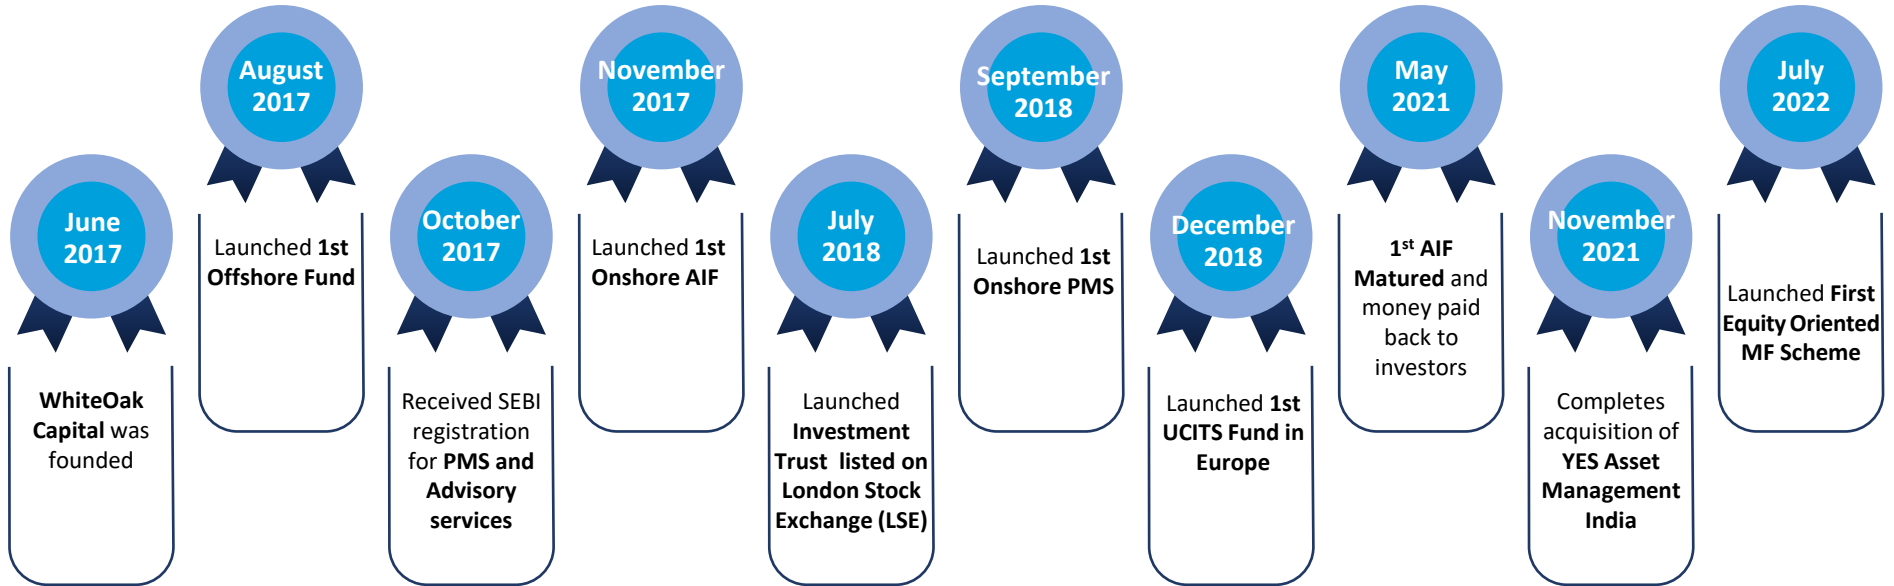 June
2017
WhiteOak
Capital was
founded
August
2017
Launched 1st
Offshore Fund
October
2017
Received SEBI
registration
for PMS and
Advisory
services
November
2017
Launched 1st
Onshore AIF
July
2018
Launched
Investment
Trust listed on
London Stock
Exchange (LSE)
September
2018
Launched 1st
Onshore PMS
December
2018
Launched 1st
UCITS Fund in
Europe
May
2021
1st AIF
Matured and
money paid
back to
investors
November
2021
Completes
acquisition of
YES Asset
Management
India
July
2022
Launched First
Equity Oriented
MF Scheme